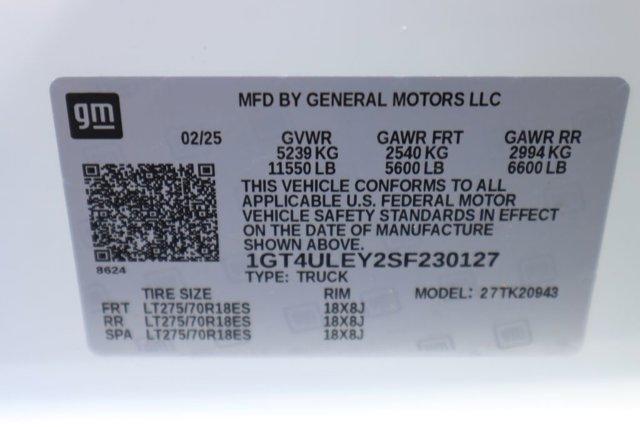 gm
MFD BY GENERAL MOTORS LLC
02/25 GVWR GAWR FRT GAWR RR
5239 KG 2540 KG 2994 KG
11550 LB 5600 LB 6600 LB
THIS VEHICLE CONFORMS TO ALL
APPLICABLE U.S. FEDERAL MOTOR
VEHICLE SAFETY STANDARDS IN EFFECT
ON THE DATE OF MANUFACTURE
SHOWN ABOVE.
8624
1GT4ULEY2SF230127
TYPE: TRUCK
TIRE SIZE RIM MODEL: 27TK20943
FRT LT275/70R18ES 18X8J
RR LT275/70R18ES 18X8J
SPA LT275/70R18ES 18X8J